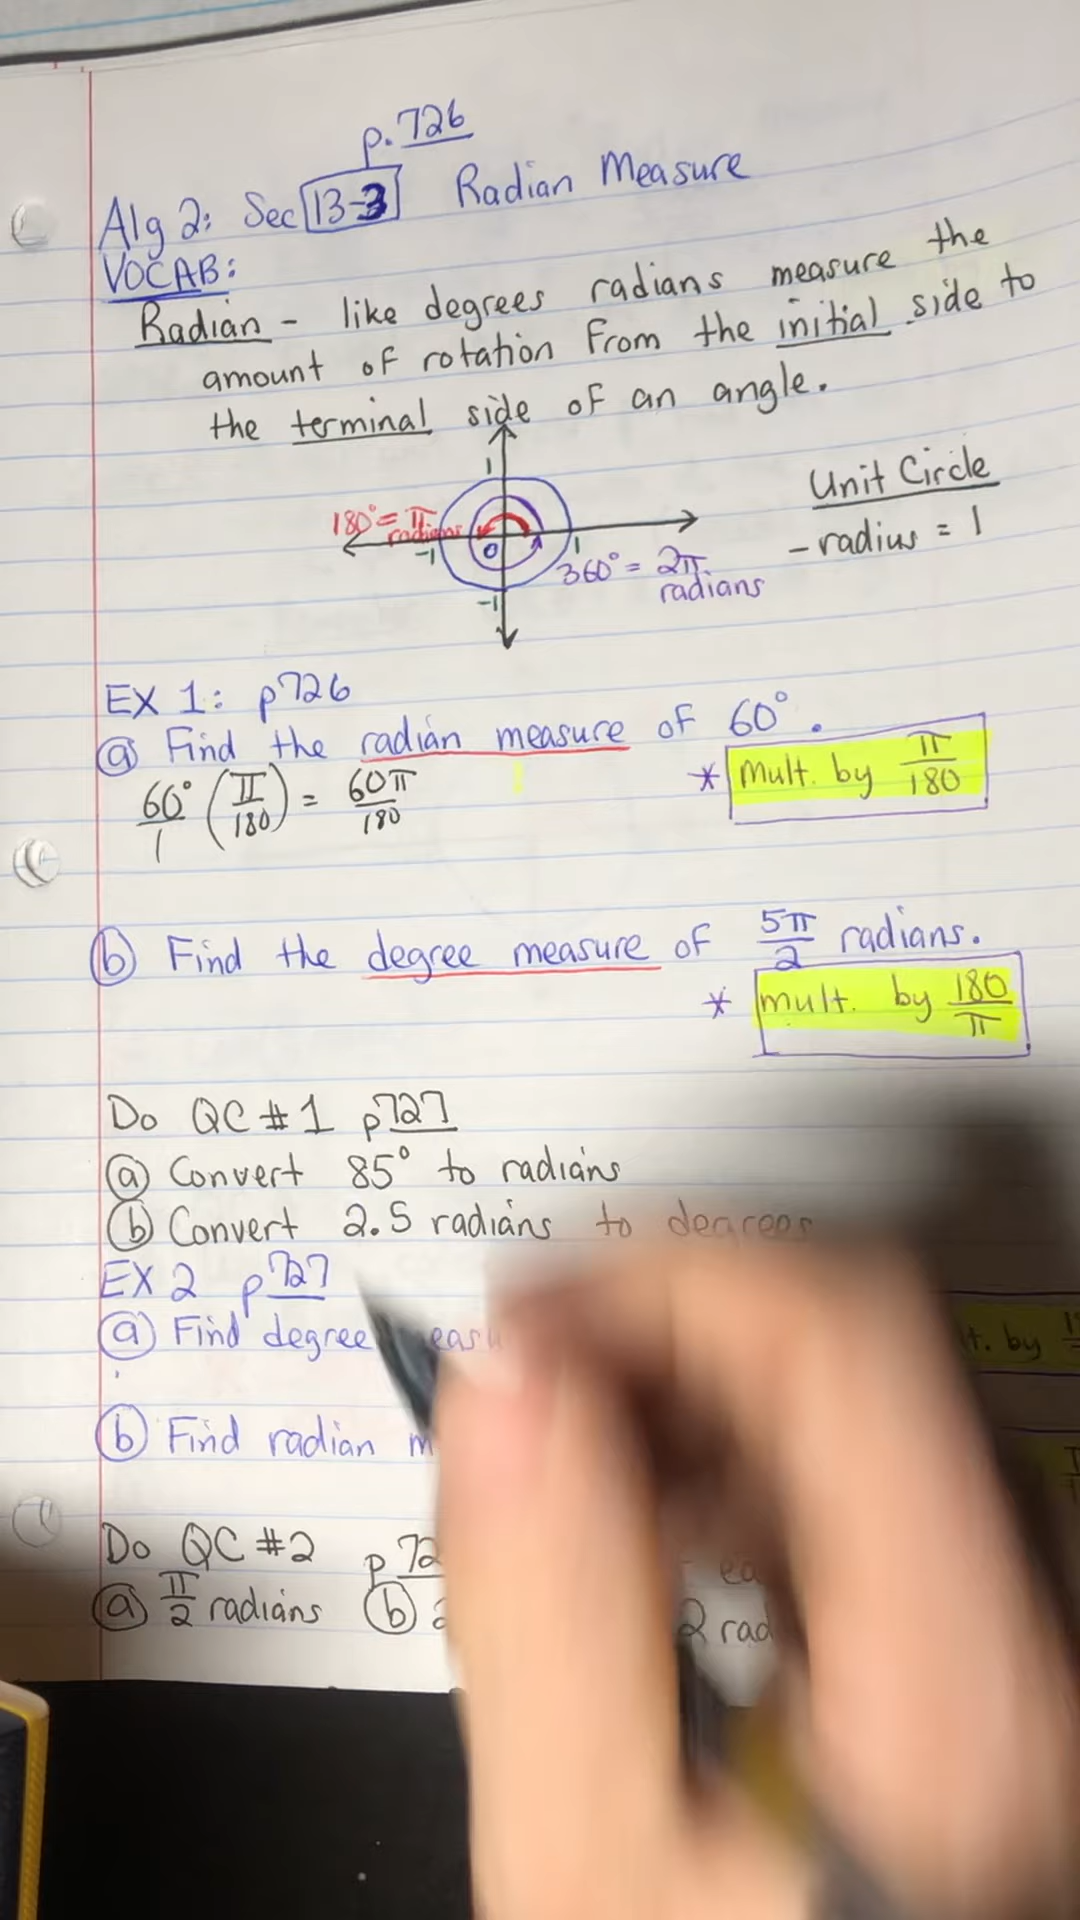 p. 726
Alg 2: Sec 13-3 Radian Measure
VOCAB:
Radian - like degrees radians measure the
amount of rotation from the initial side to
the terminal side of an angle.
1
180° = π
radians
-1
0
1
360° = 2π
radians
-1
Unit Circle
- radius = 1
EX 1: p726
ⓐ Find the radian measure of 60°.
* mult. by π/180
60°/1 (π/180) = 60π/180
ⓑ Find the degree measure of 5π/2 radians.
* mult. by 180/π
Do QC #1 p727
ⓐ Convert 85° to radians
ⓑ Convert 2.5 radians to degrees
EX 2 p727
ⓐ Find degree
by
ⓑ Find radian
Do QC #2 p72
ⓐ π/2 radians ⓑ 2 rad